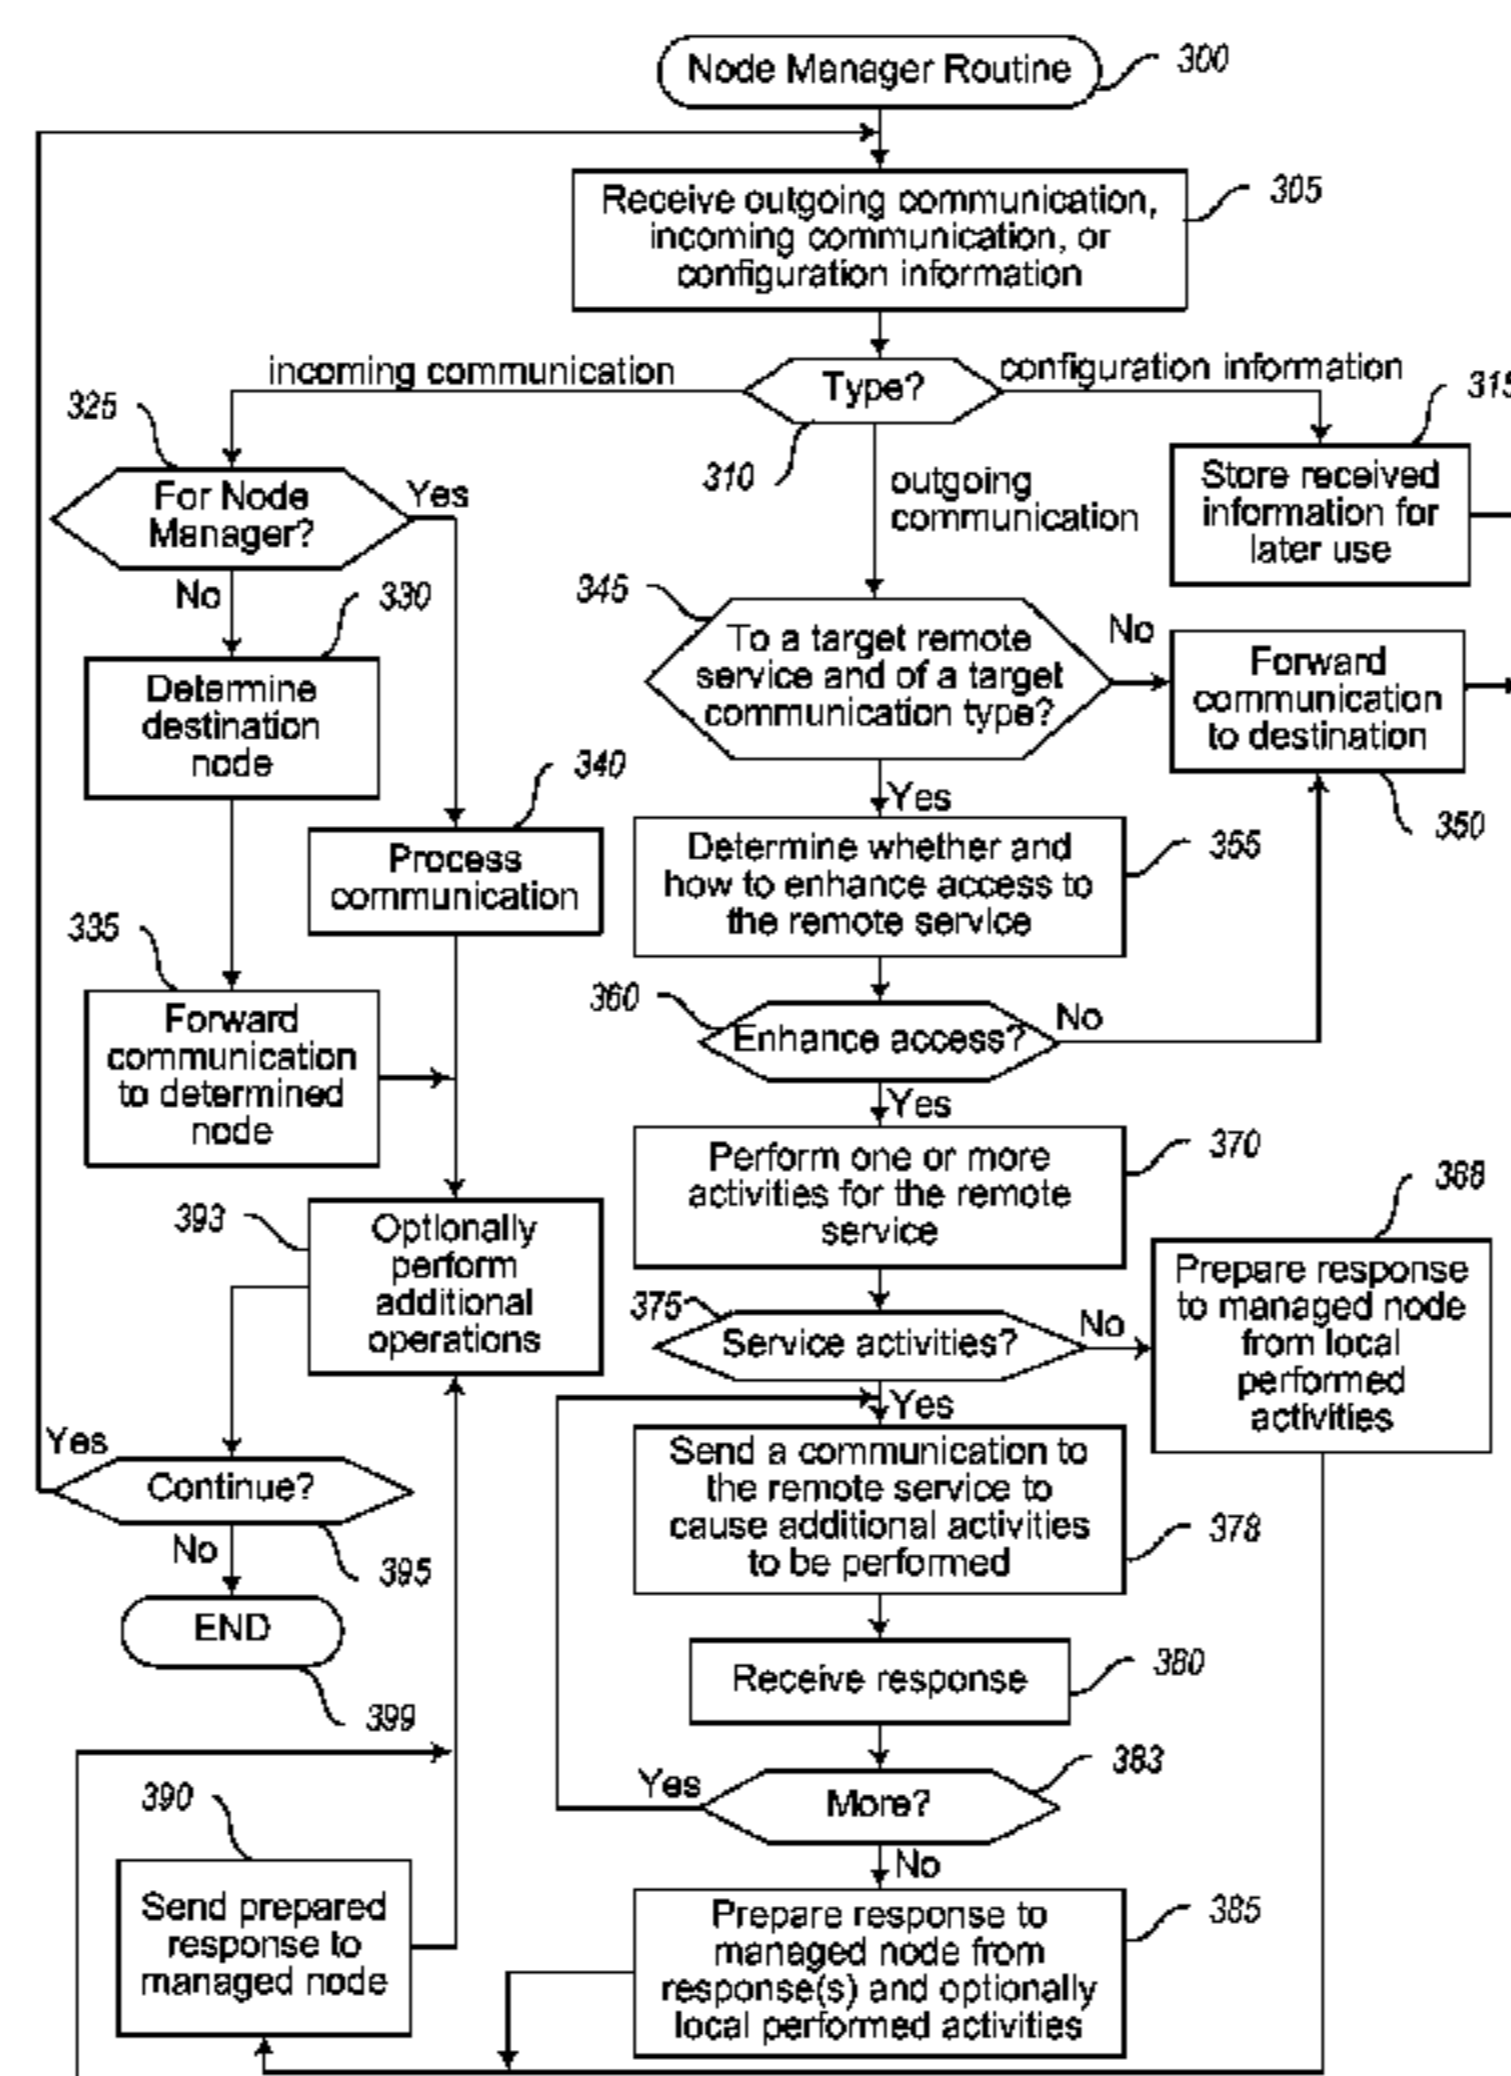 Node Manager Routine
300
Receive outgoing communication,
incoming communication, or
configuration information
305
incoming communication
Type?
configuration information
310
325
For Node
Manager?
Yes
No
outgoing
communication
315
Store received
information for
later use
330
Determine
destination
node
345
To a target remote
service and of a target
communication type?
No
Forward
communication
to destination
350
Yes
340
Process
communication
Determine whether and
how to enhance access to
the remote service
355
335
Forward
communication
to determined
node
360
Enhance access?
No
Yes
Perform one or more
activities for the remote
service
370
393
Optionally
perform
additional
operations
375
Service activities?
No
388
Prepare response
to managed node
from local
performed
activities
Yes
Yes
Continue?
No
395
END
399
Send a communication to
the remote service to
cause additional activities
to be performed
378
Receive response
380
Yes
More?
383
No
390
Send prepared
response to
managed node
Prepare response to
managed node from
response(s) and optionally
local performed activities
385